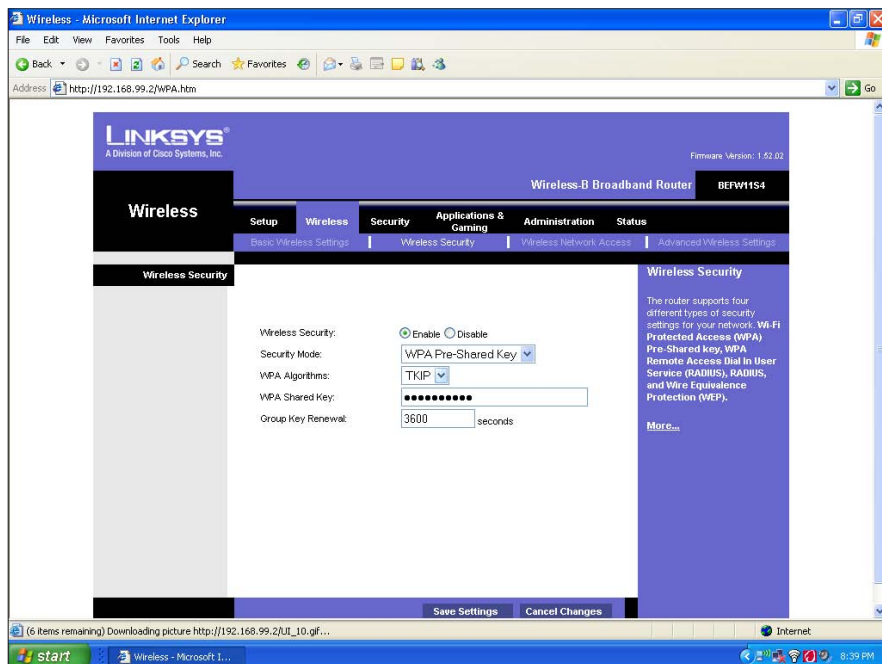 Wireless - Microsoft Internet Explorer
File Edit View Favorites Tools Help
Back Search Favorites
Address http://192.168.99.2/WPA.htm Go
LINKSYS®
A Division of Cisco Systems, Inc.
Firmware Version: 1.52.02
Wireless-B Broadband Router BEFW11S4
Wireless
Setup Wireless Security Applications & Gaming Administration Status
Basic Wireless Settings Wireless Security Wireless Network Access Advanced Wireless Settings
Wireless Security
Wireless Security: Enable Disable
Security Mode: WPA Pre-Shared Key
WPA Algorithms: TKIP
WPA Shared Key: ●●●●●●●●●●
Group Key Renewal: 3600 seconds
Wireless Security
The router supports four
different types of security
settings for your network. Wi-Fi
Protected Access (WPA)
Pre-Shared key, WPA
Remote Access Dial In User
Service (RADIUS), RADIUS,
and Wire Equivalence
Protection (WEP).
More...
Save Settings Cancel Changes
(6 items remaining) Downloading picture http://192.168.99.2/UI_10.gif... Internet
start Wireless - Microsoft I... 8:39 PM